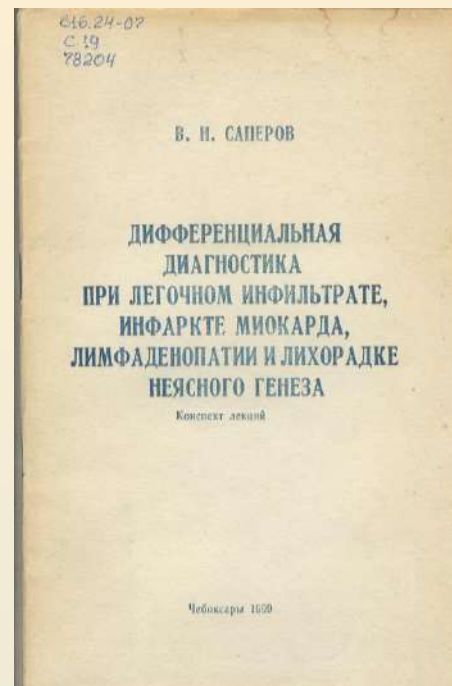 616.24-07
С 19
78204
В. И. САПЕРОВ
ДИФФЕРЕНЦИАЛЬНАЯ
ДИАГНОСТИКА
ПРИ ЛЕГОЧНОМ ИНФИЛЬТРАТЕ,
ИНФАРКТЕ МИОКАРДА,
ЛИМФАДЕНОПАТИИ И ЛИХОРАДКЕ
НЕЯСНОГО ГЕНЕЗА
Конспект лекций
Чебоксары